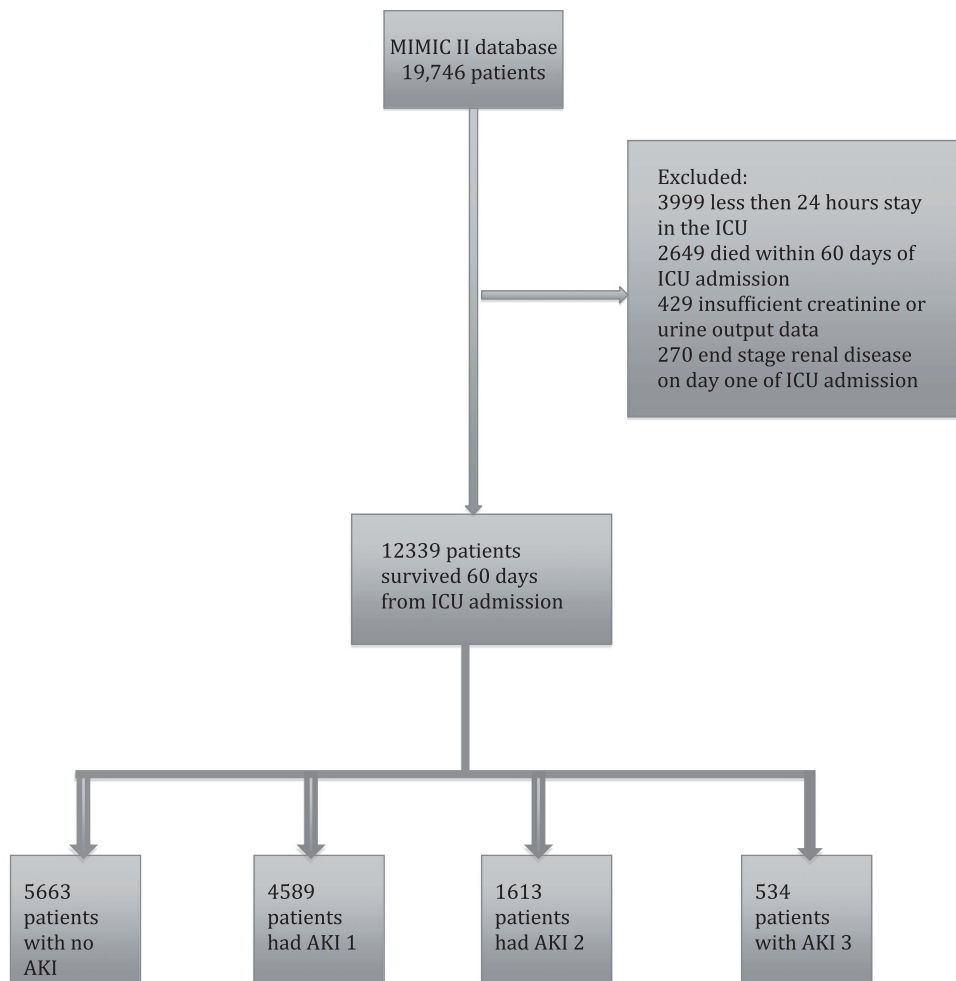 MIMIC II database
19,746 patients
Excluded:
3999 less then 24 hours stay
in the ICU
2649 died within 60 days of
ICU admission
429 insufficient creatinine or
urine output data
270 end stage renal disease
on day one of ICU admission
12339 patients
survived 60 days
from ICU admission
5663
patients
with no
AKI
4589
patients
had AKI 1
1613
patients
had AKI 2
534
patients
with AKI 3